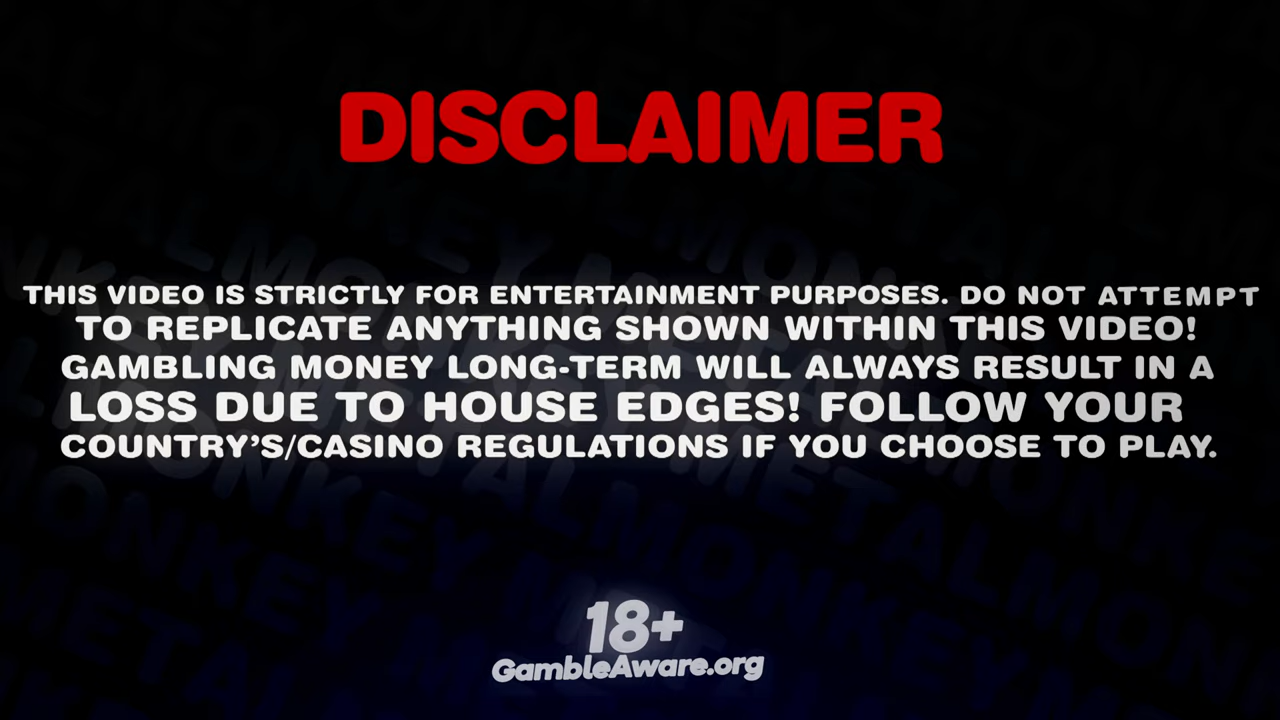 DISCLAIMER
THIS VIDEO IS STRICTLY FOR ENTERTAINMENT PURPOSES. DO NOT ATTEMPT
TO REPLICATE ANYTHING SHOWN WITHIN THIS VIDEO!
GAMBLING MONEY LONG-TERM WILL ALWAYS RESULT IN A
LOSS DUE TO HOUSE EDGES! FOLLOW YOUR
COUNTRY'S/CASINO REGULATIONS IF YOU CHOOSE TO PLAY.
18+
GambleAware.org